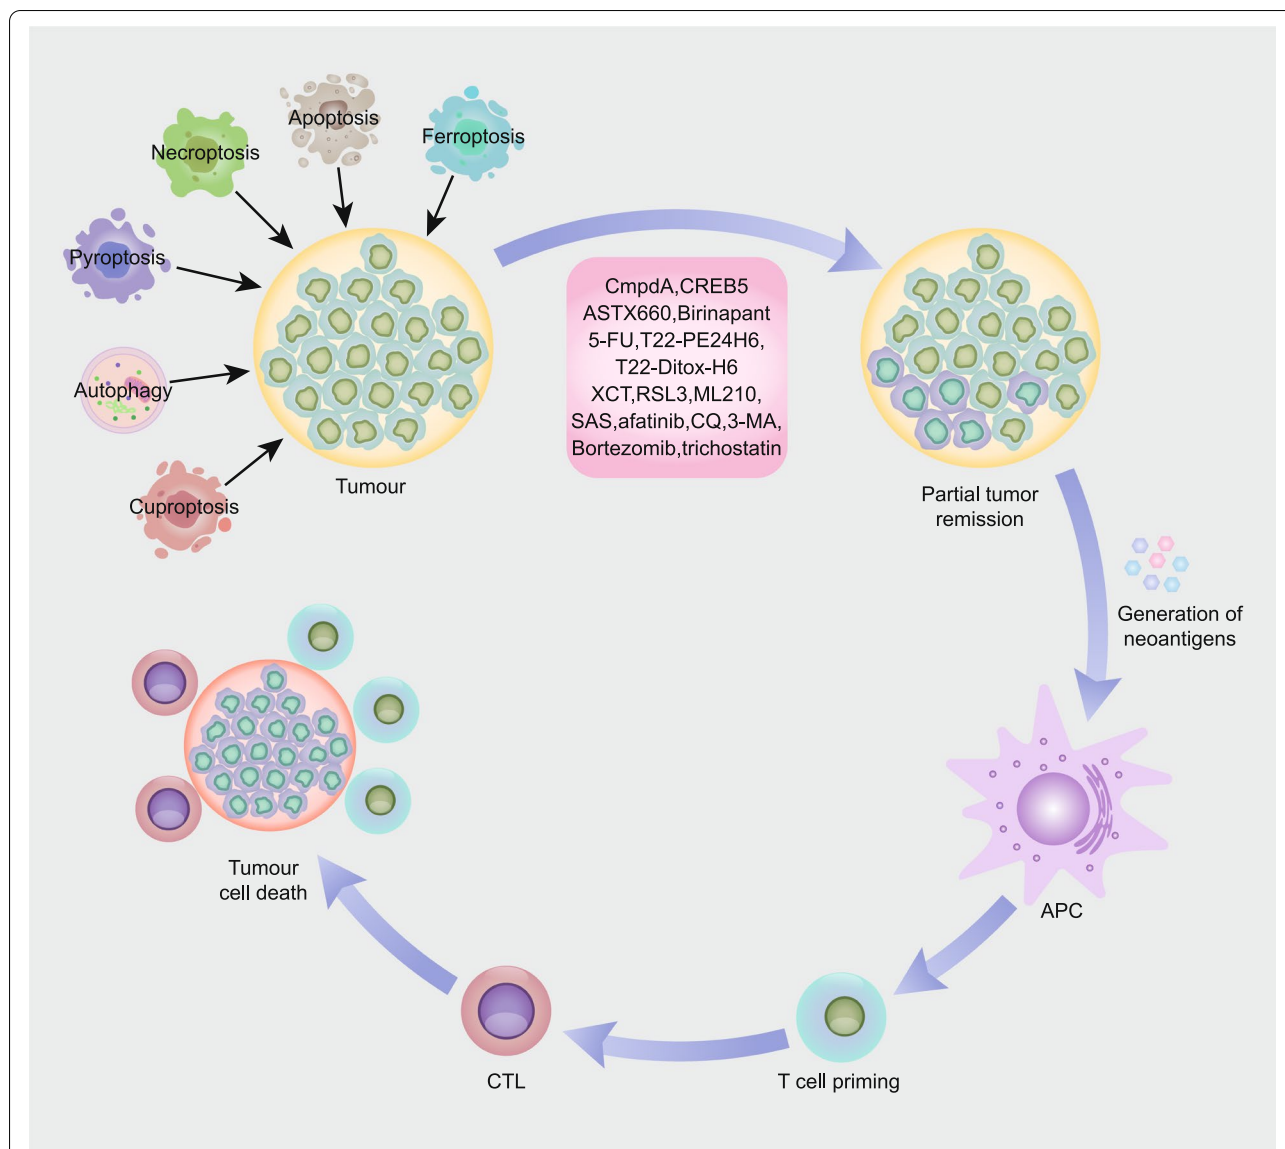 Apoptosis
Ferroptosis
Necroptosis
Pyroptosis
Autophagy
Cuproptosis
Tumour
CmpdA,CREB5
ASTX660,Birinapant
5-FU,T22-PE24H6,
T22-Ditox-H6
XCT,RSL3,ML210,
SAS,afatinib,CQ,3-MA,
Bortezomib,trichostatin
Partial tumor
remission
Generation of
neoantigens
APC
T cell priming
CTL
Tumour
cell death